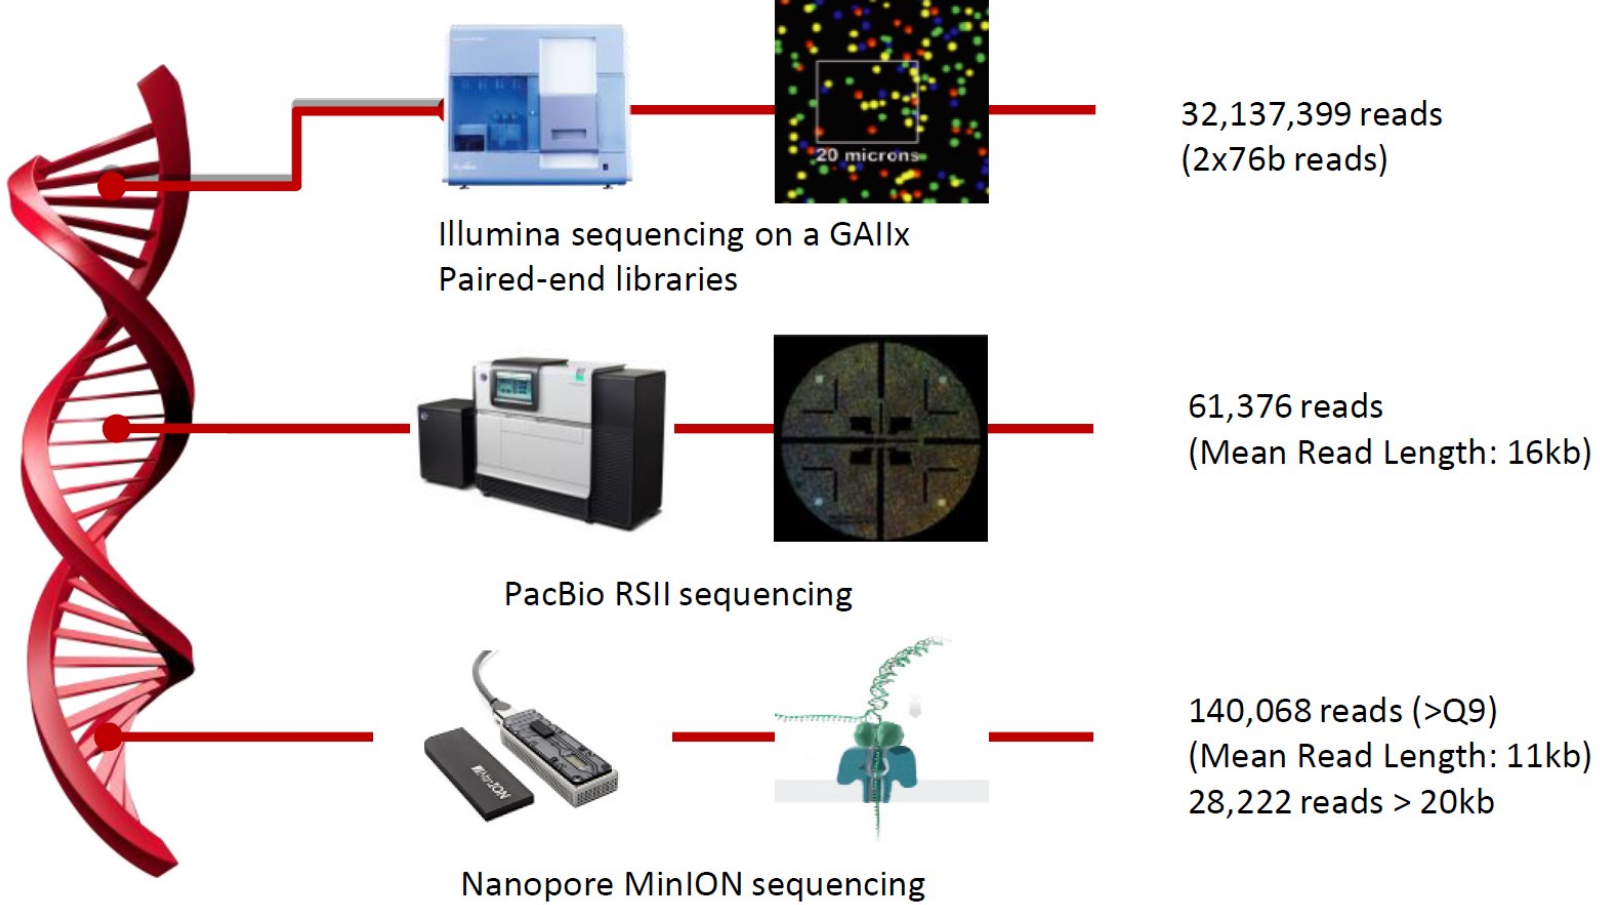 20 microns
32,137,399 reads
(2x76b reads)
Illumina sequencing on a GAIIx
Paired-end libraries
61,376 reads
(Mean Read Length: 16kb)
PacBio RSII sequencing
MinION
140,068 reads (>Q9)
(Mean Read Length: 11kb)
28,222 reads > 20kb
Nanopore MinION sequencing